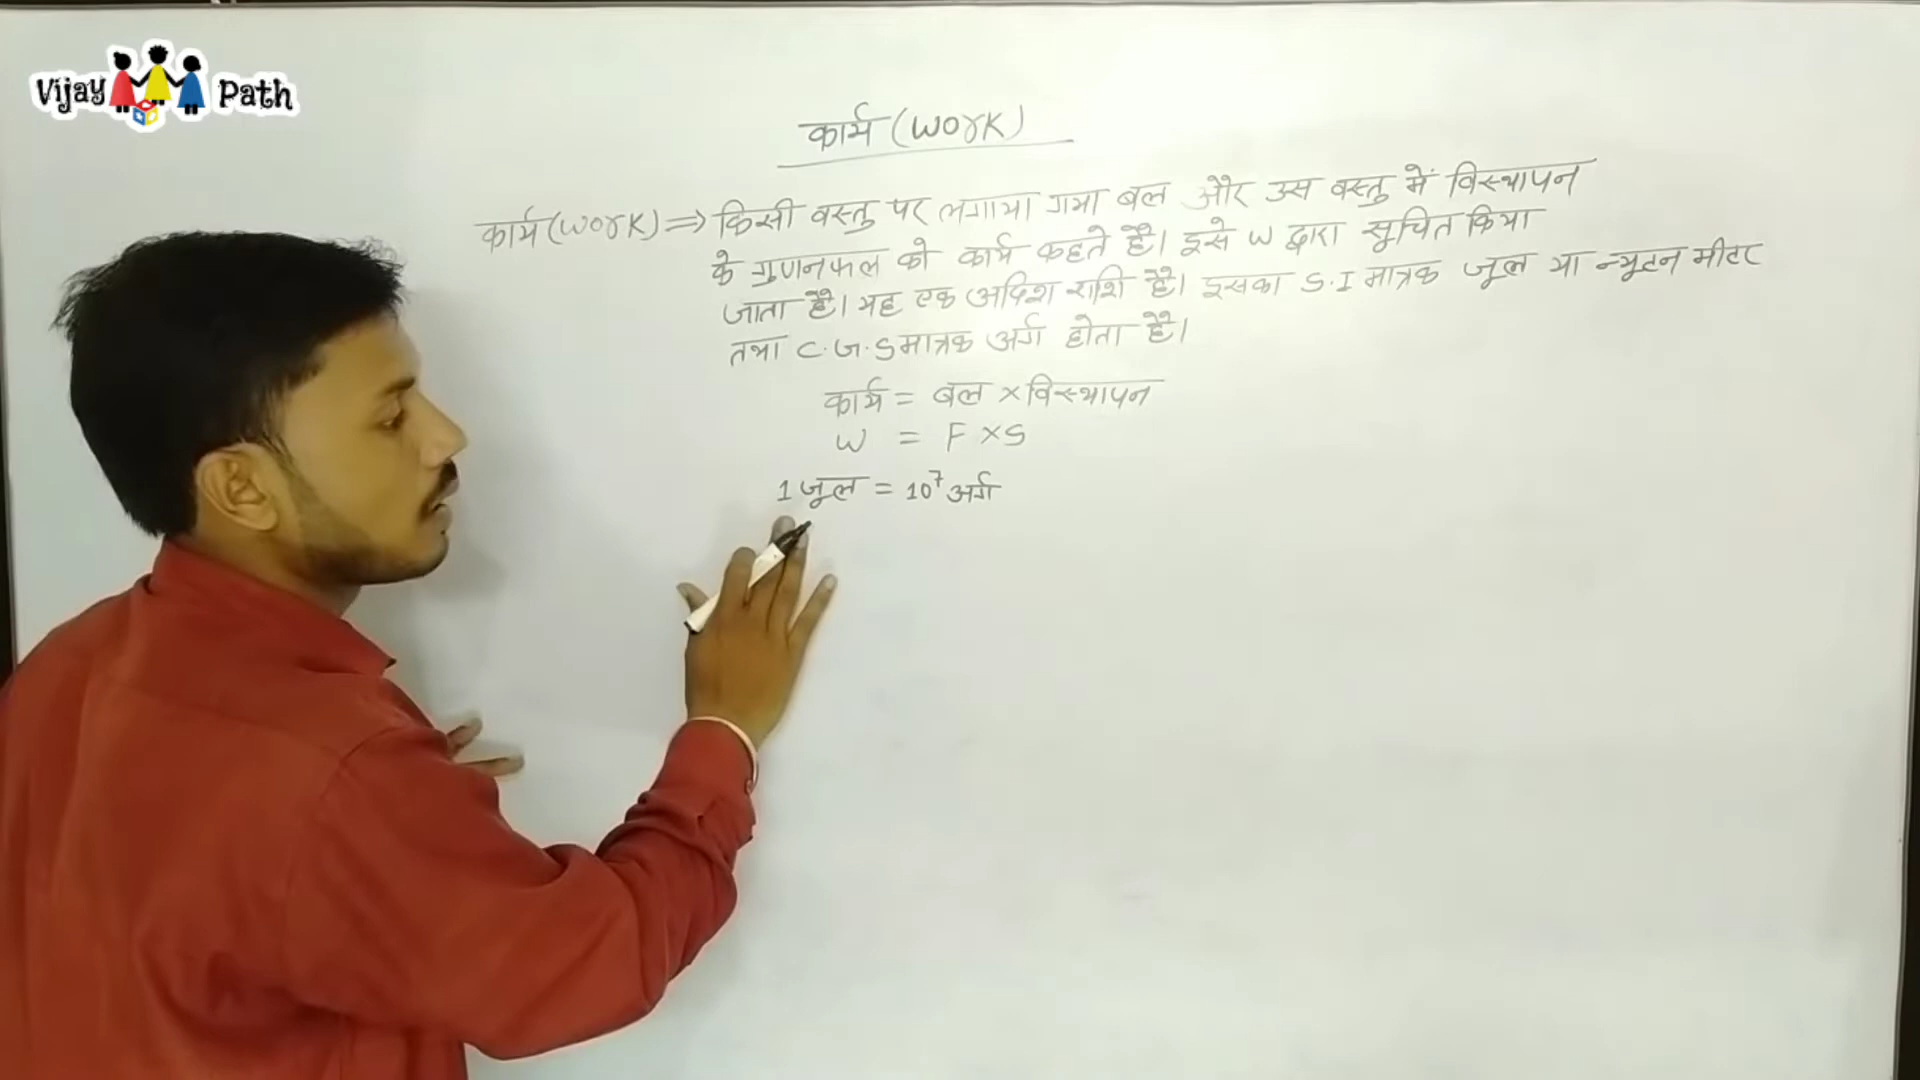 Vijay Path
कार्य (WORK)
कार्य (WORK) ⇒ किसी वस्तु पर लगाया गया बल और उस वस्तु में विस्थापन
के गुणनफल को कार्य कहते है। इसे W द्वारा सूचित किया
जाता है। यह एक अदिश राशि है। इसका S.I मात्रक जूल या न्यूटन मीटर
तथा C.G.S मात्रक अर्ग होता है।
कार्य = बल × विस्थापन
W = F × S
1 जूल = 10⁷ अर्ग